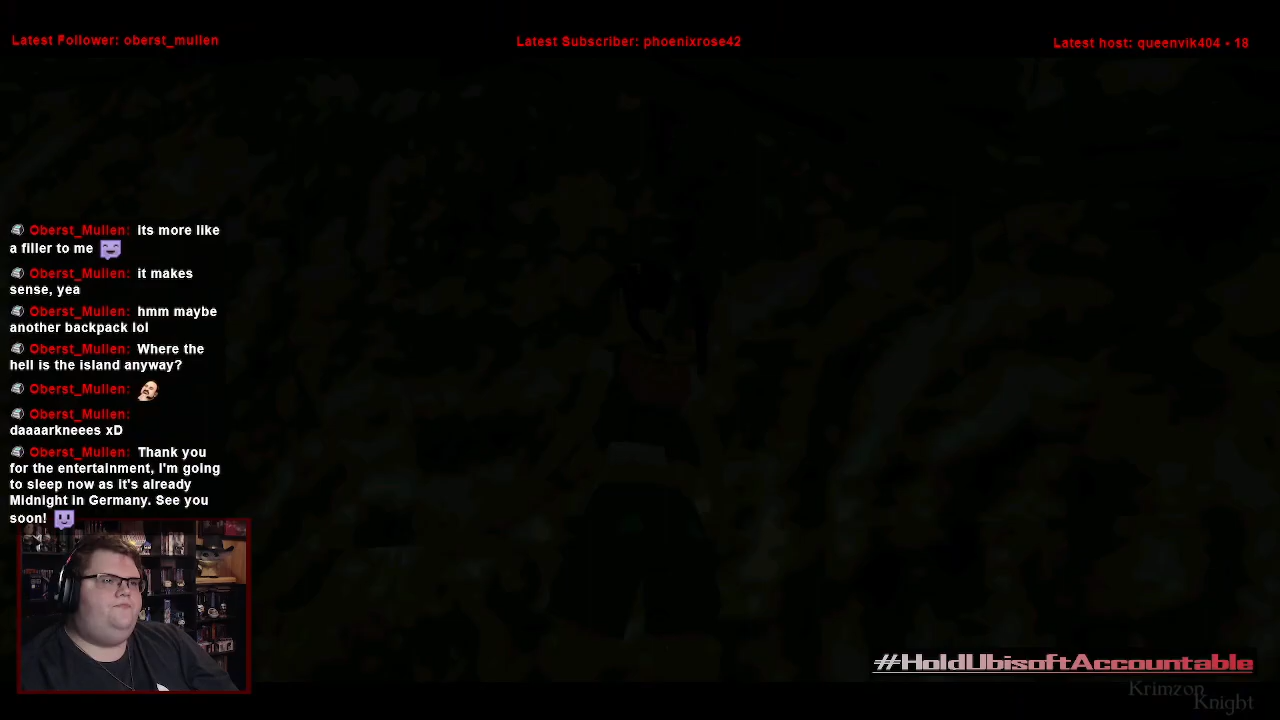 Latest Follower: oberst_mullen
Latest Subscriber: phoenixrose42
Latest host: queenvik404 • 18
Oberst_Mullen: Its more like
a filler to me
Oberst_Mullen: it makes
sense, yea
Oberst_Mullen: hmm maybe
another backpack lol
Oberst_Mullen: Where the
hell is the island anyway?
Oberst_Mullen:
Oberst_Mullen:
daaaarkneees xD
Oberst_Mullen: Thank you
for the entertainment, I'm going
to sleep now as it's already
Midnight in Germany. See you
soon!
#HoldUbisoftAccountable
Krimzon
Knight